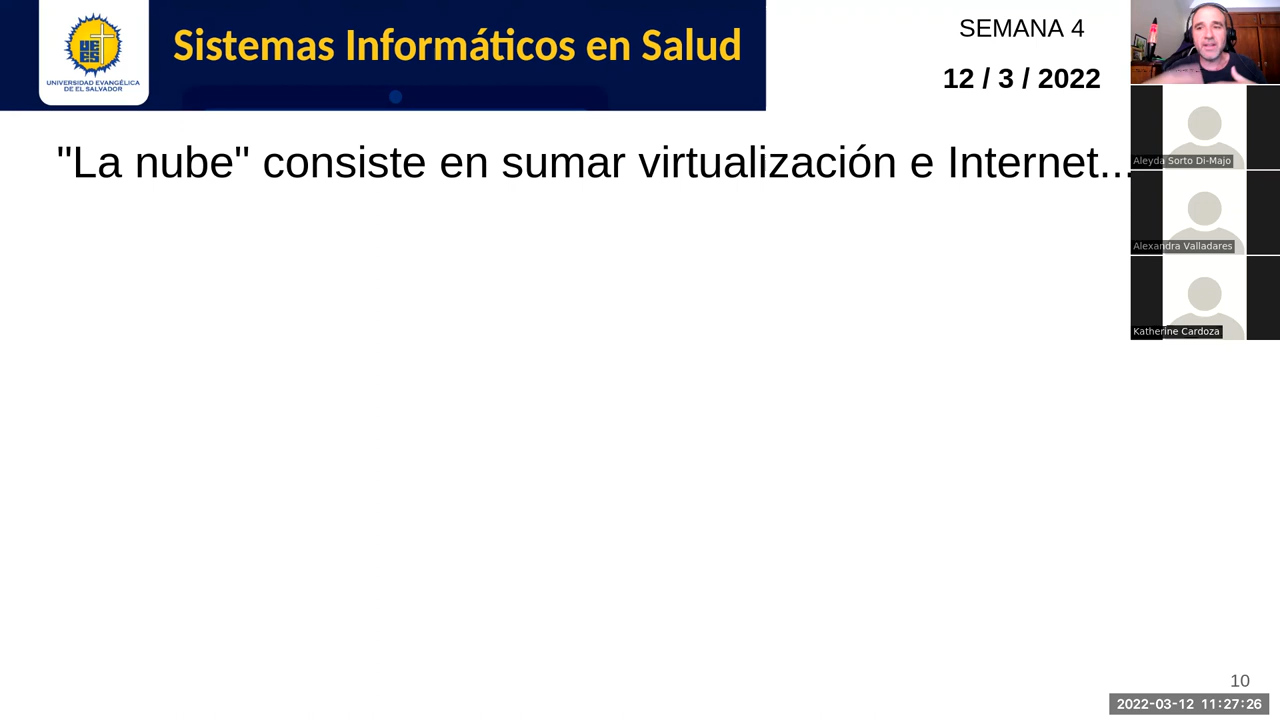 UNIVERSIDAD EVANGÉLICA
DE EL SALVADOR
Sistemas Informáticos en Salud
SEMANA 4
12 / 3 / 2022
"La nube" consiste en sumar virtualización e Internet...
Aleyda Sorto Di-Majo
Alexandra Valladares
Katherine Cardoza
10
2022-03-12 11:27:26